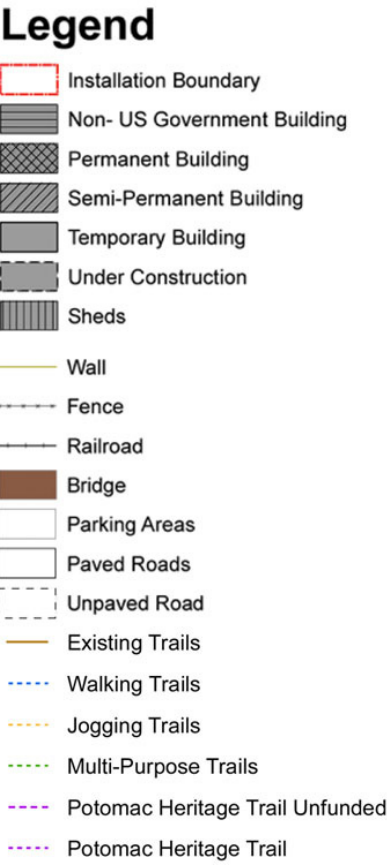 Legend
Installation Boundary
Non- US Government Building
Permanent Building
Semi-Permanent Building
Temporary Building
Under Construction
Sheds
Wall
Fence
Railroad
Bridge
Parking Areas
Paved Roads
Unpaved Road
Existing Trails
Walking Trails
Jogging Trails
Multi-Purpose Trails
Potomac Heritage Trail Unfunded
Potomac Heritage Trail